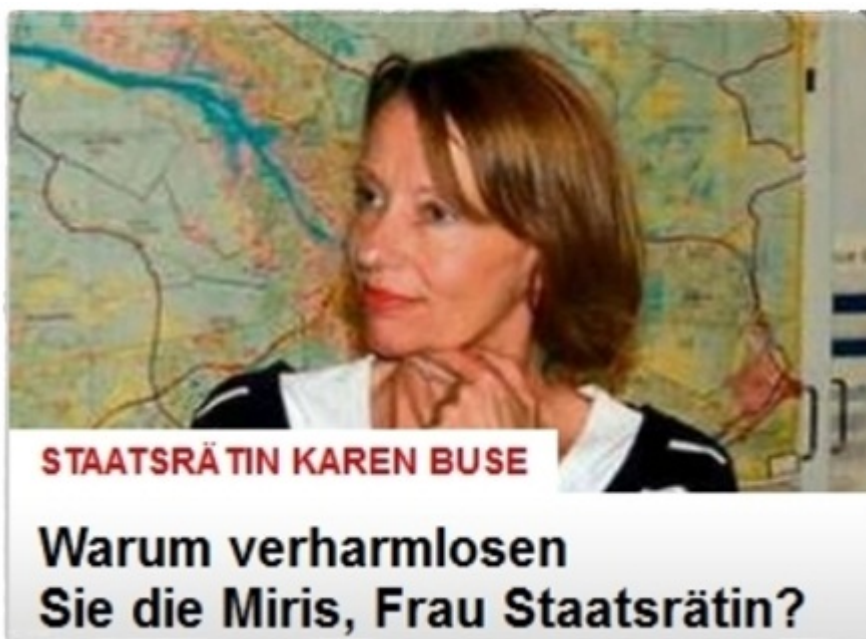 STAATSRÄTIN KAREN BUSE
Warum verharmlosen
Sie die Miris, Frau Staatsrätin?